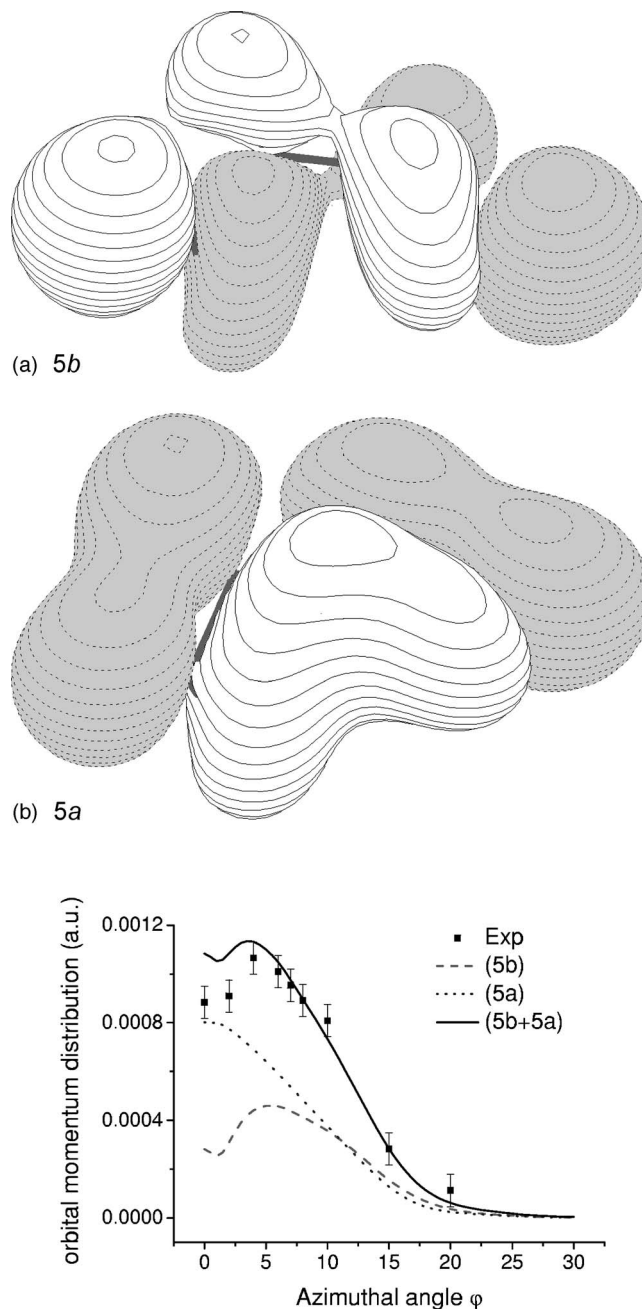 (a) 5b
(b) 5a
0.0012
0.0008
0.0004
0.0000
orbital momentum distribution (a.u.)
Exp
(5b)
(5a)
(5b+5a)
0 5 10 15 20 25 30
Azimuthal angle φ